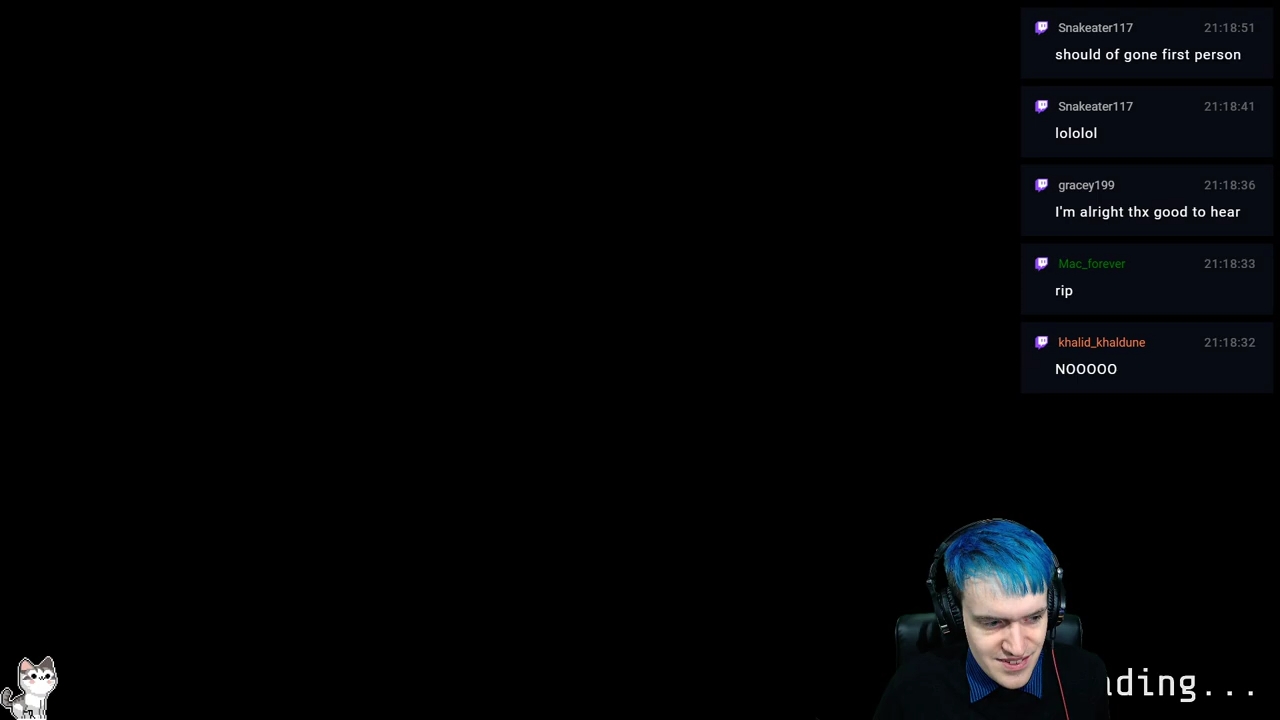 Snakeater117 21:18:51
should of gone first person
Snakeater117 21:18:41
lololol
gracey199 21:18:36
I'm alright thx good to hear
Mac_forever 21:18:33
rip
khalid_khaldune 21:18:32
NOOOOO
ading...